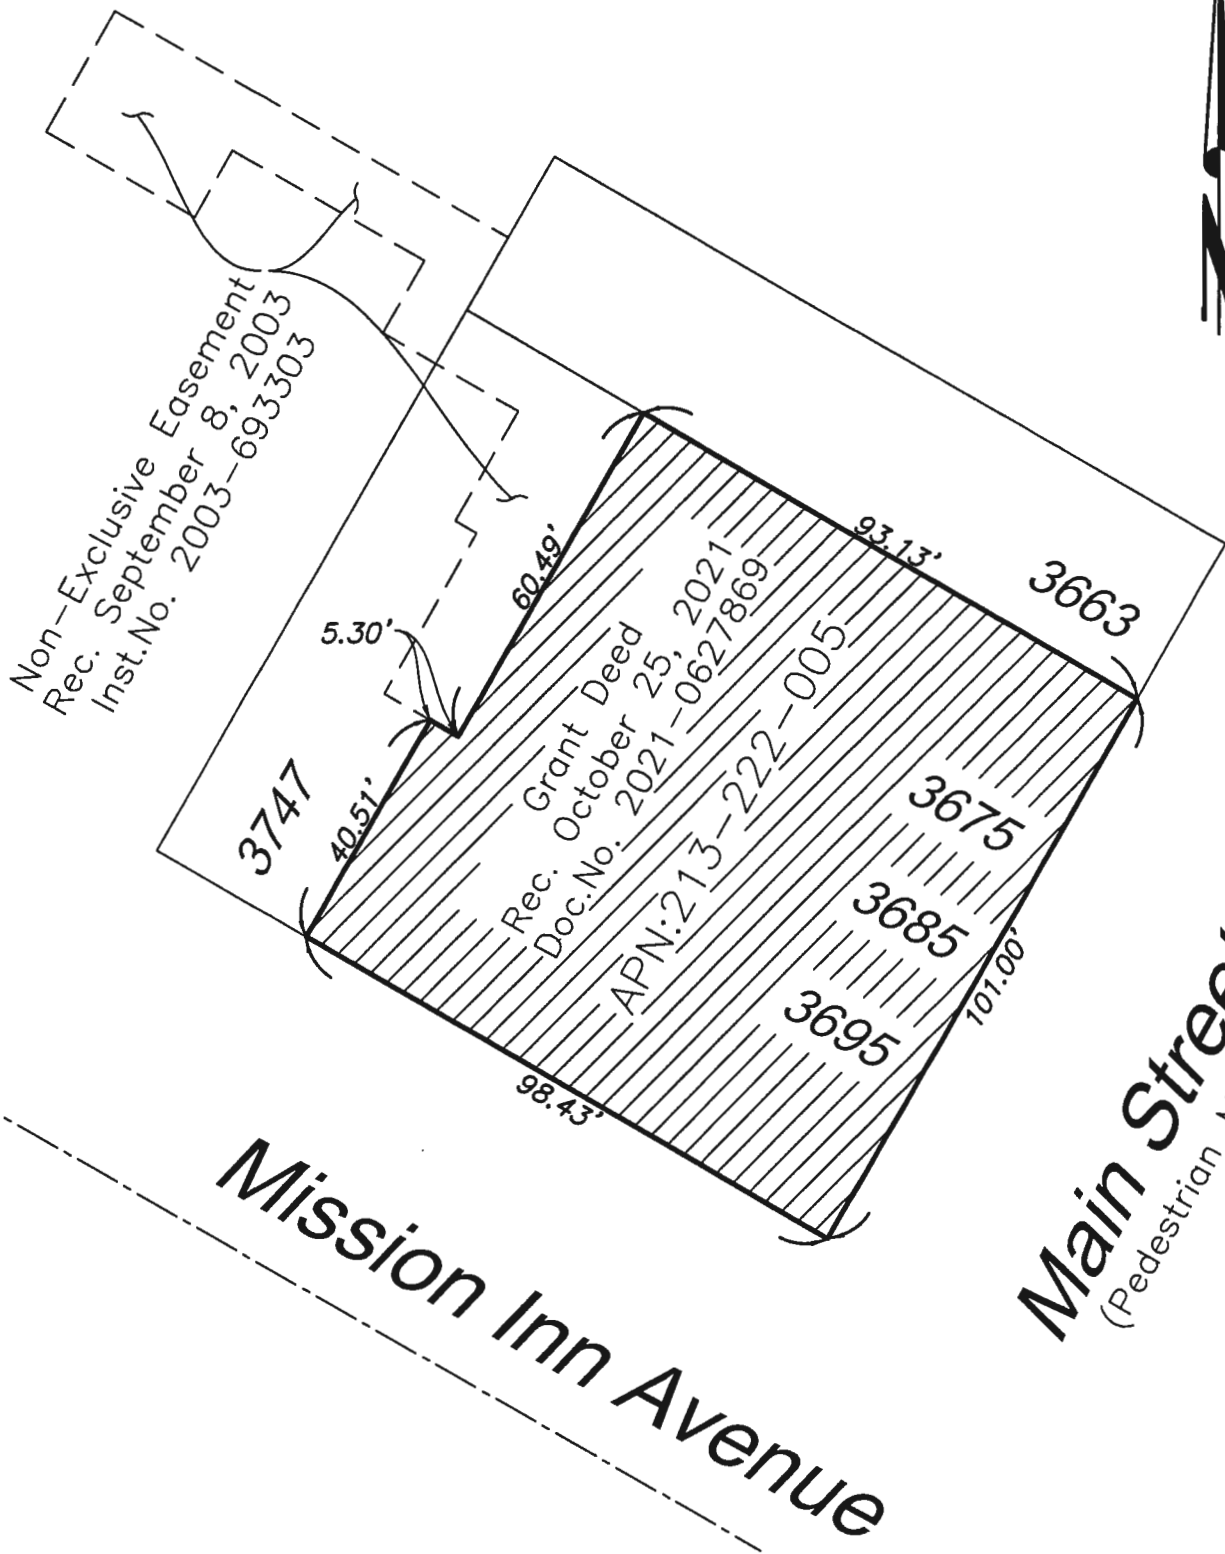 Non-Exclusive Easement
Rec. September 8, 2003
Inst.No. 2003-693303
60.49'
93.13'
3663
5.30'
Grant Deed
Rec. October 25, 2021
Doc.No. 2021-0627869
APN:213-222-005
3747
40.51'
3675
3685
3695
101.00'
98.43'
Mission Inn Avenue
Main
(Pedestrian